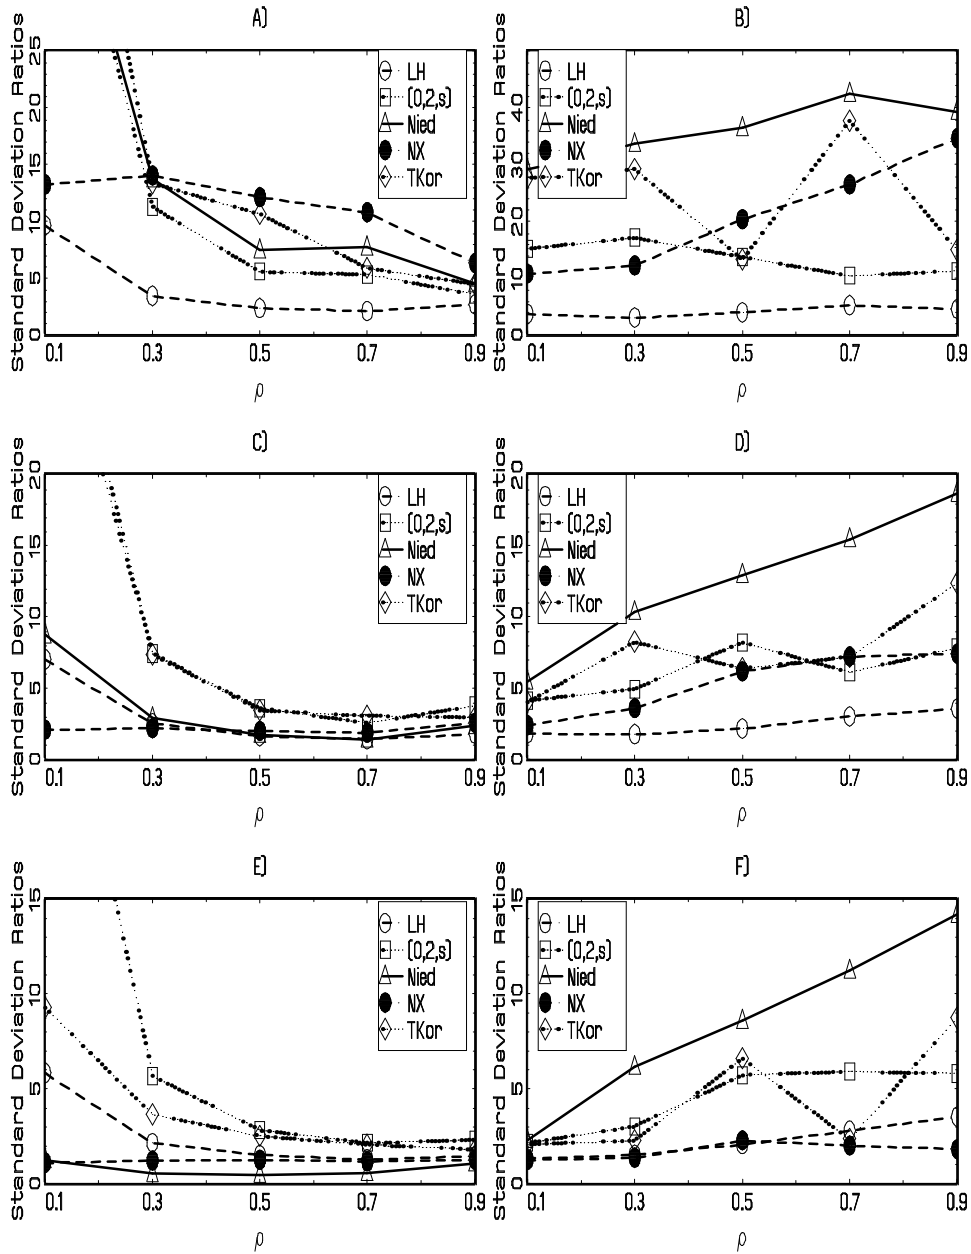 A)
Standard Deviation Ratios
25
20
15
10
5
0
LH
(0,2,s)
Nied
NX
TKor
0.1 0.3 0.5 0.7 0.9
ρ
B)
Standard Deviation Ratios
40
30
20
10
0
LH
(0,2,s)
Nied
NX
TKor
0.1 0.3 0.5 0.7 0.9
ρ
C)
Standard Deviation Ratios
20
15
10
5
0
LH
(0,2,s)
Nied
NX
TKor
0.1 0.3 0.5 0.7 0.9
ρ
D)
Standard Deviation Ratios
20
15
10
5
0
LH
(0,2,s)
Nied
NX
TKor
0.1 0.3 0.5 0.7 0.9
ρ
E)
Standard Deviation Ratios
15
10
5
0
LH
(0,2,s)
Nied
NX
TKor
0.1 0.3 0.5 0.7 0.9
ρ
F)
Standard Deviation Ratios
15
10
5
0
LH
(0,2,s)
Nied
NX
TKor
0.1 0.3 0.5 0.7 0.9
ρ